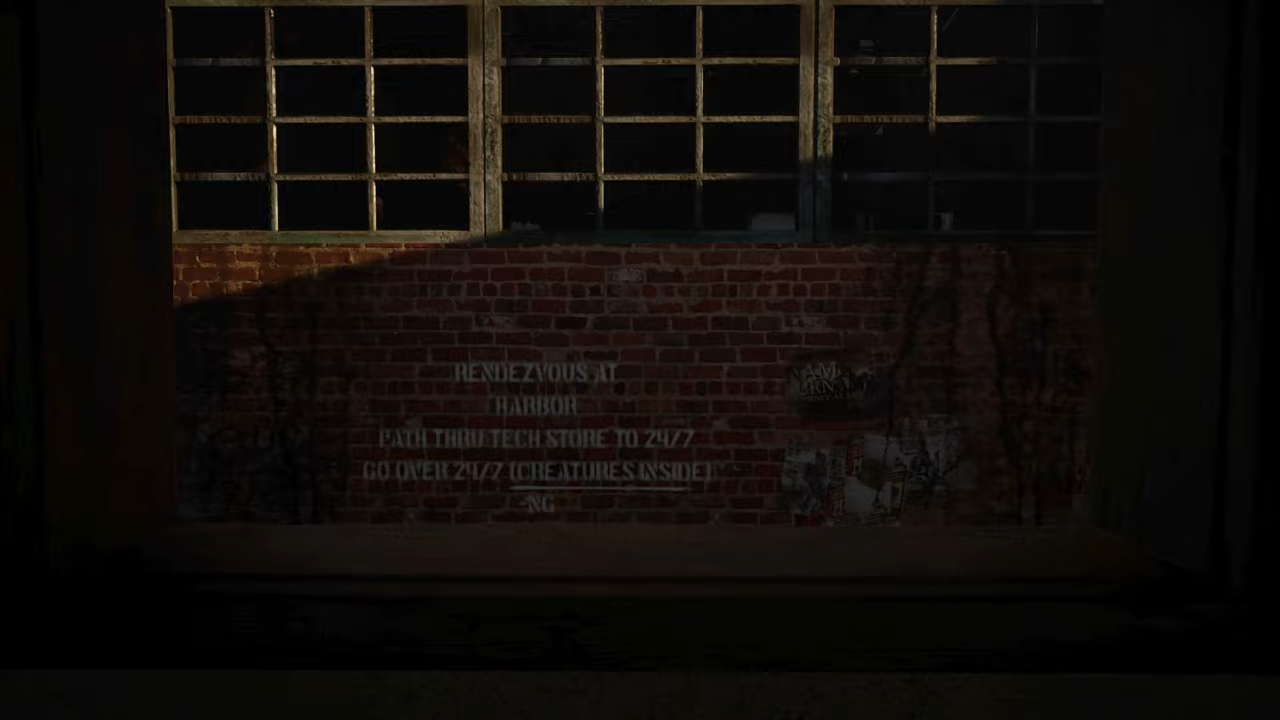 RENDEZVOUS AT
HARBOR
PATH THRU TECH STORE TO 24/7
GO OVER 24/7 (CREATURES INSIDE)
-NG